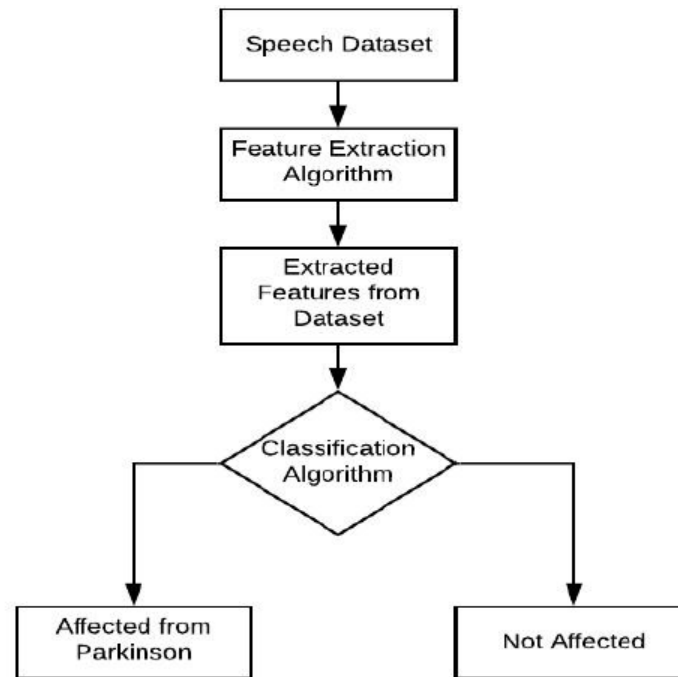 Speech Dataset
Feature Extraction
Algorithm
Extracted
Features from
Dataset
Classification
Algorithm
Affected from
Parkinson
Not Affected